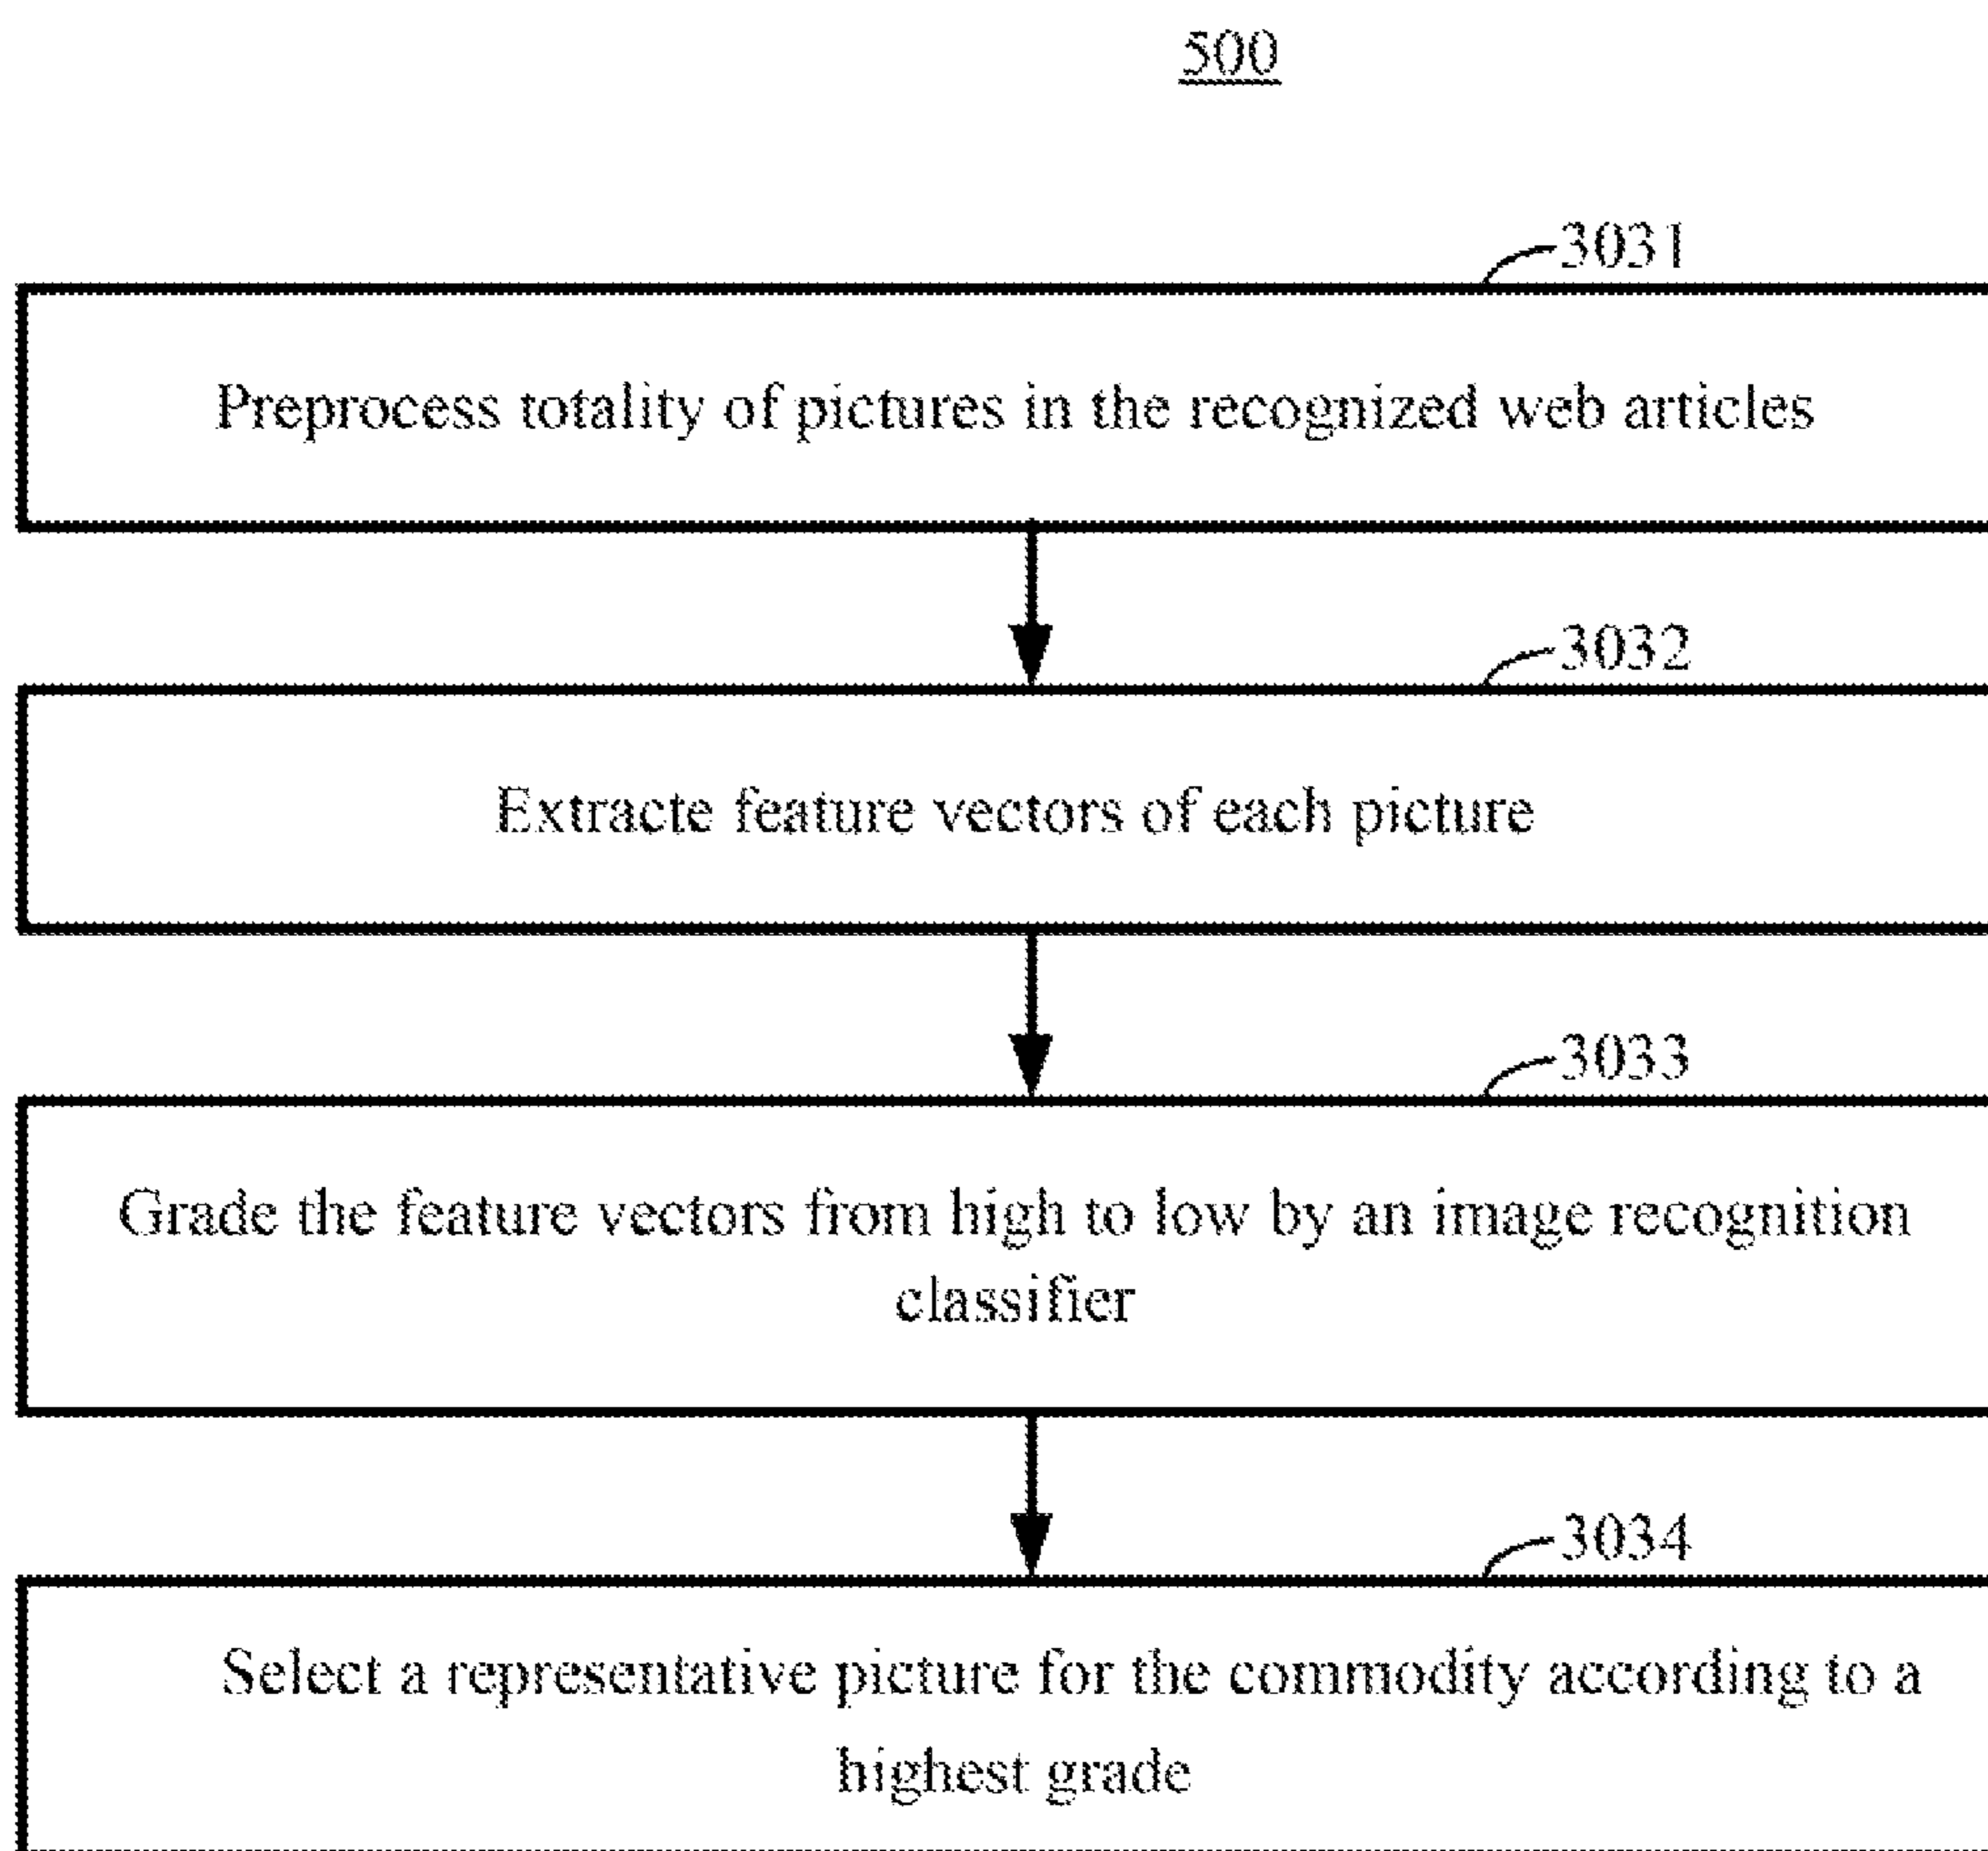 500
3031
Preprocess totality of pictures in the recognized web articles
3032
Extracte feature vectors of each picture
3033
Grade the feature vectors from high to low by an image recognition
classifier
3034
Select a representative picture for the commodity according to a
highest grade